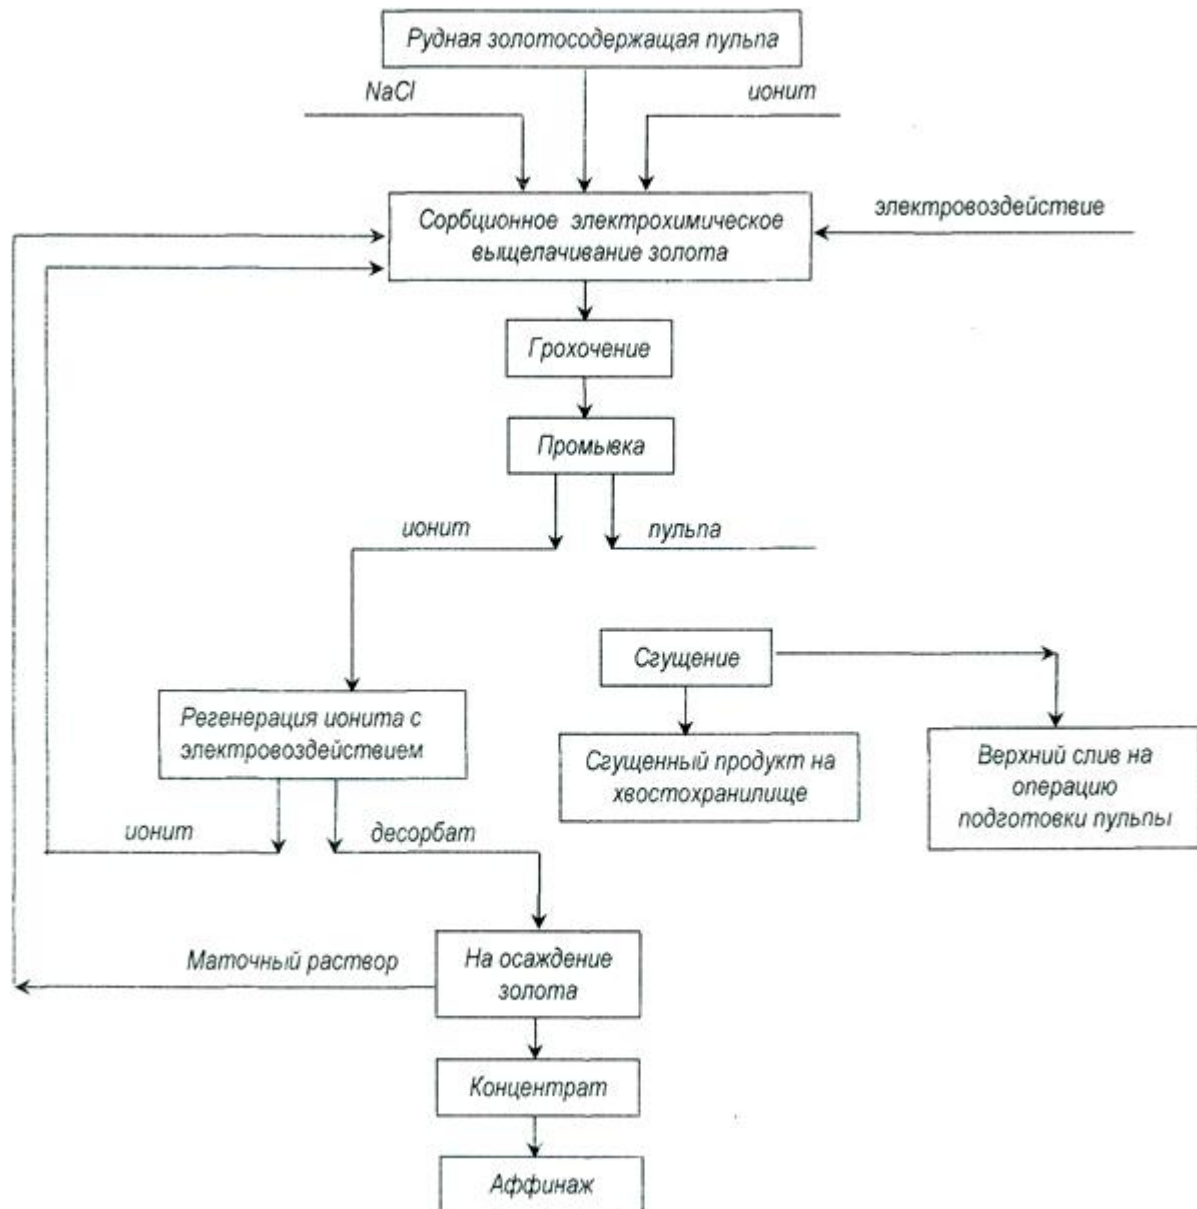 Рудная золотосодержащая пульпа
NaCl
ионит
Сорбционное электрохимическое
выщелачивание золота
электровоздействие
Грохочение
Промывка
ионит
пульпа
Сгущение
Регенерация ионита с
электровоздействием
Сгущенный продукт на
хвостохранилище
Верхний слив на
операцию
подготовки пульпы
ионит
десорбат
Маточный раствор
На осаждение
золота
Концентрат
Аффинаж